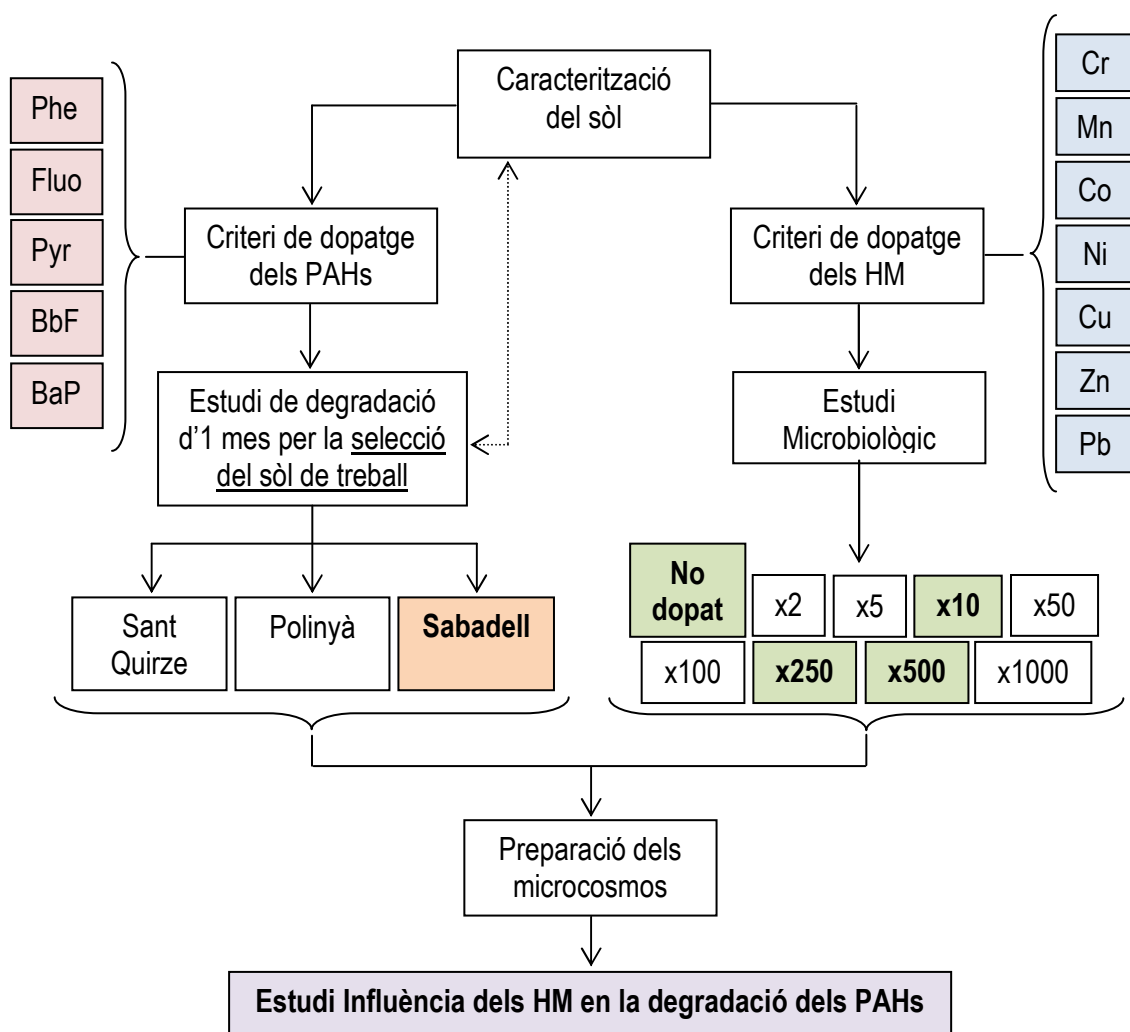 Caracterització
del sòl
Phe
Fluo
Pyr
BbF
BaP
Cr
Mn
Co
Ni
Cu
Zn
Pb
Criteri de dopatge
dels PAHs
Criteri de dopatge
dels HM
Estudi de degradació
d'1 mes per la selecció
del sòl de treball
Estudi
Microbiològic
Sant
Quirze
Polinyà
Sabadell
No
dopat
x2
x5
x10
x50
x100
x250
x500
x1000
Preparació dels
microcosmos
Estudi Influència dels HM en la degradació dels PAHs